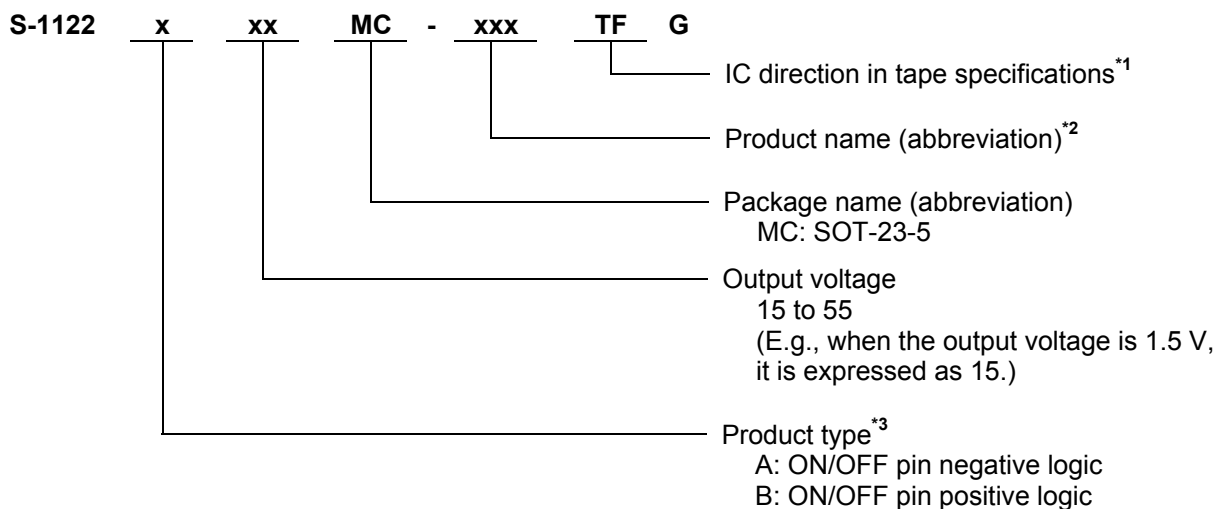 S-1122 x xx MC - xxx TF G
IC direction in tape specifications*1
Product name (abbreviation)*2
Package name (abbreviation)
MC: SOT-23-5
Output voltage
15 to 55
(E.g., when the output voltage is 1.5 V,
it is expressed as 15.)
Product type*3
A: ON/OFF pin negative logic
B: ON/OFF pin positive logic